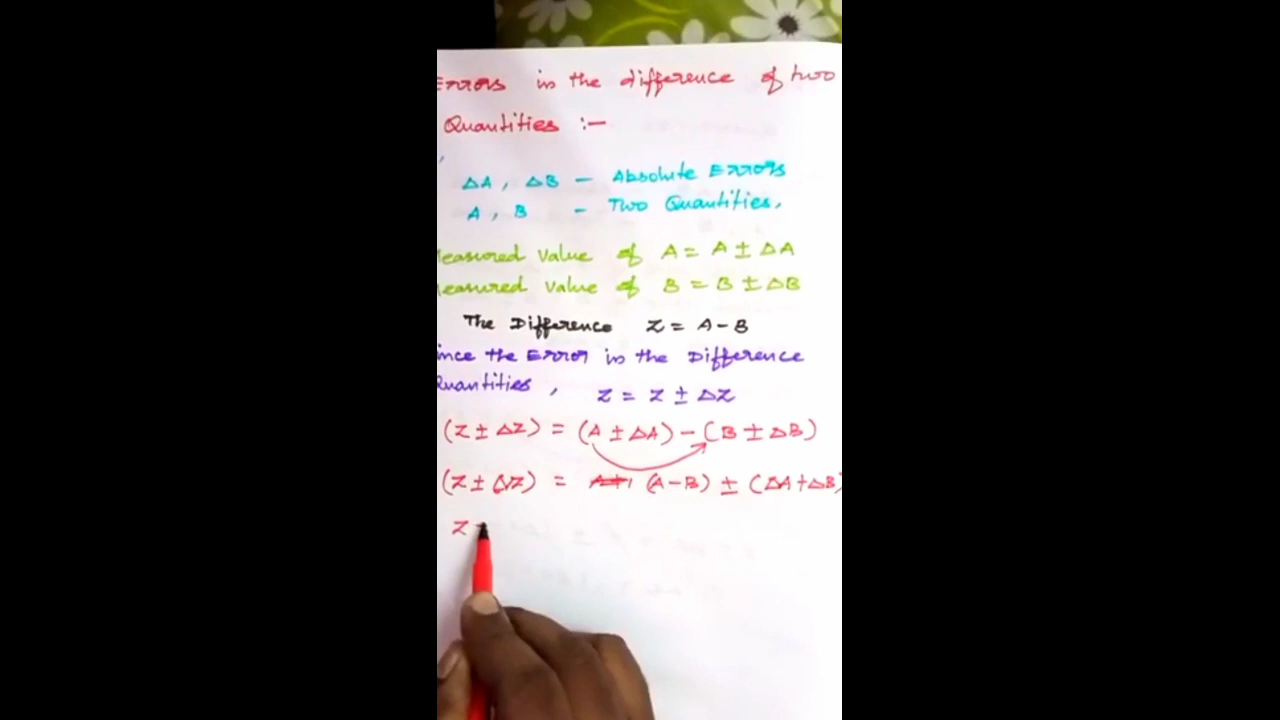 Errors in the difference of two
Quantities :-
ΔA, ΔB - Absolute Errors
A, B - Two Quantities,
Measured value of A = A ± ΔA
Measured value of B = B ± ΔB
The Difference Z = A - B
ince the Error in the Difference
Quantities, Z = Z ± ΔZ
(Z ± ΔZ) = (A ± ΔA) - (B ± ΔB)
(Z ± ΔZ) = (A-B) ± (ΔA+ΔB)
Z